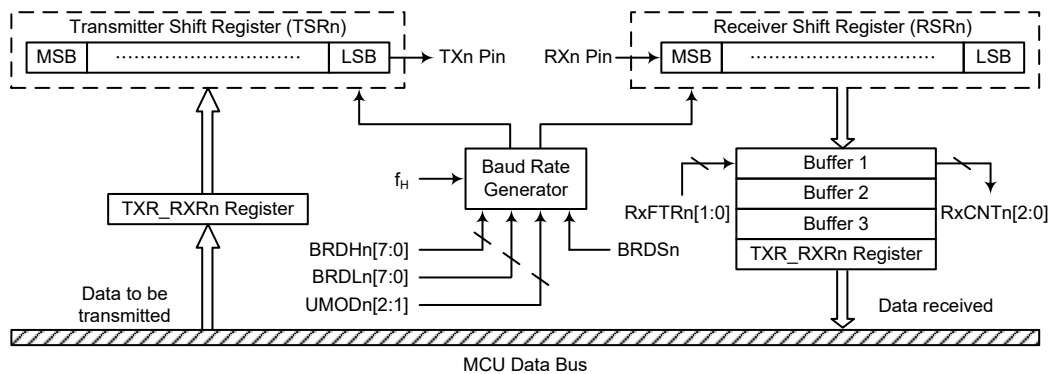 Transmitter Shift Register (TSRn)
MSB ................................ LSB
TXn Pin
Receiver Shift Register (RSRn)
RXn Pin
MSB ................................ LSB
Baud Rate
Generator
fH
BRDHn[7:0]
BRDLn[7:0]
UMODn[2:1]
BRDSn
TXR_RXRn Register
Data to be
transmitted
Buffer 1
Buffer 2
Buffer 3
TXR_RXRn Register
RxFTRn[1:0]
RxCNTn[2:0]
Data received
MCU Data Bus